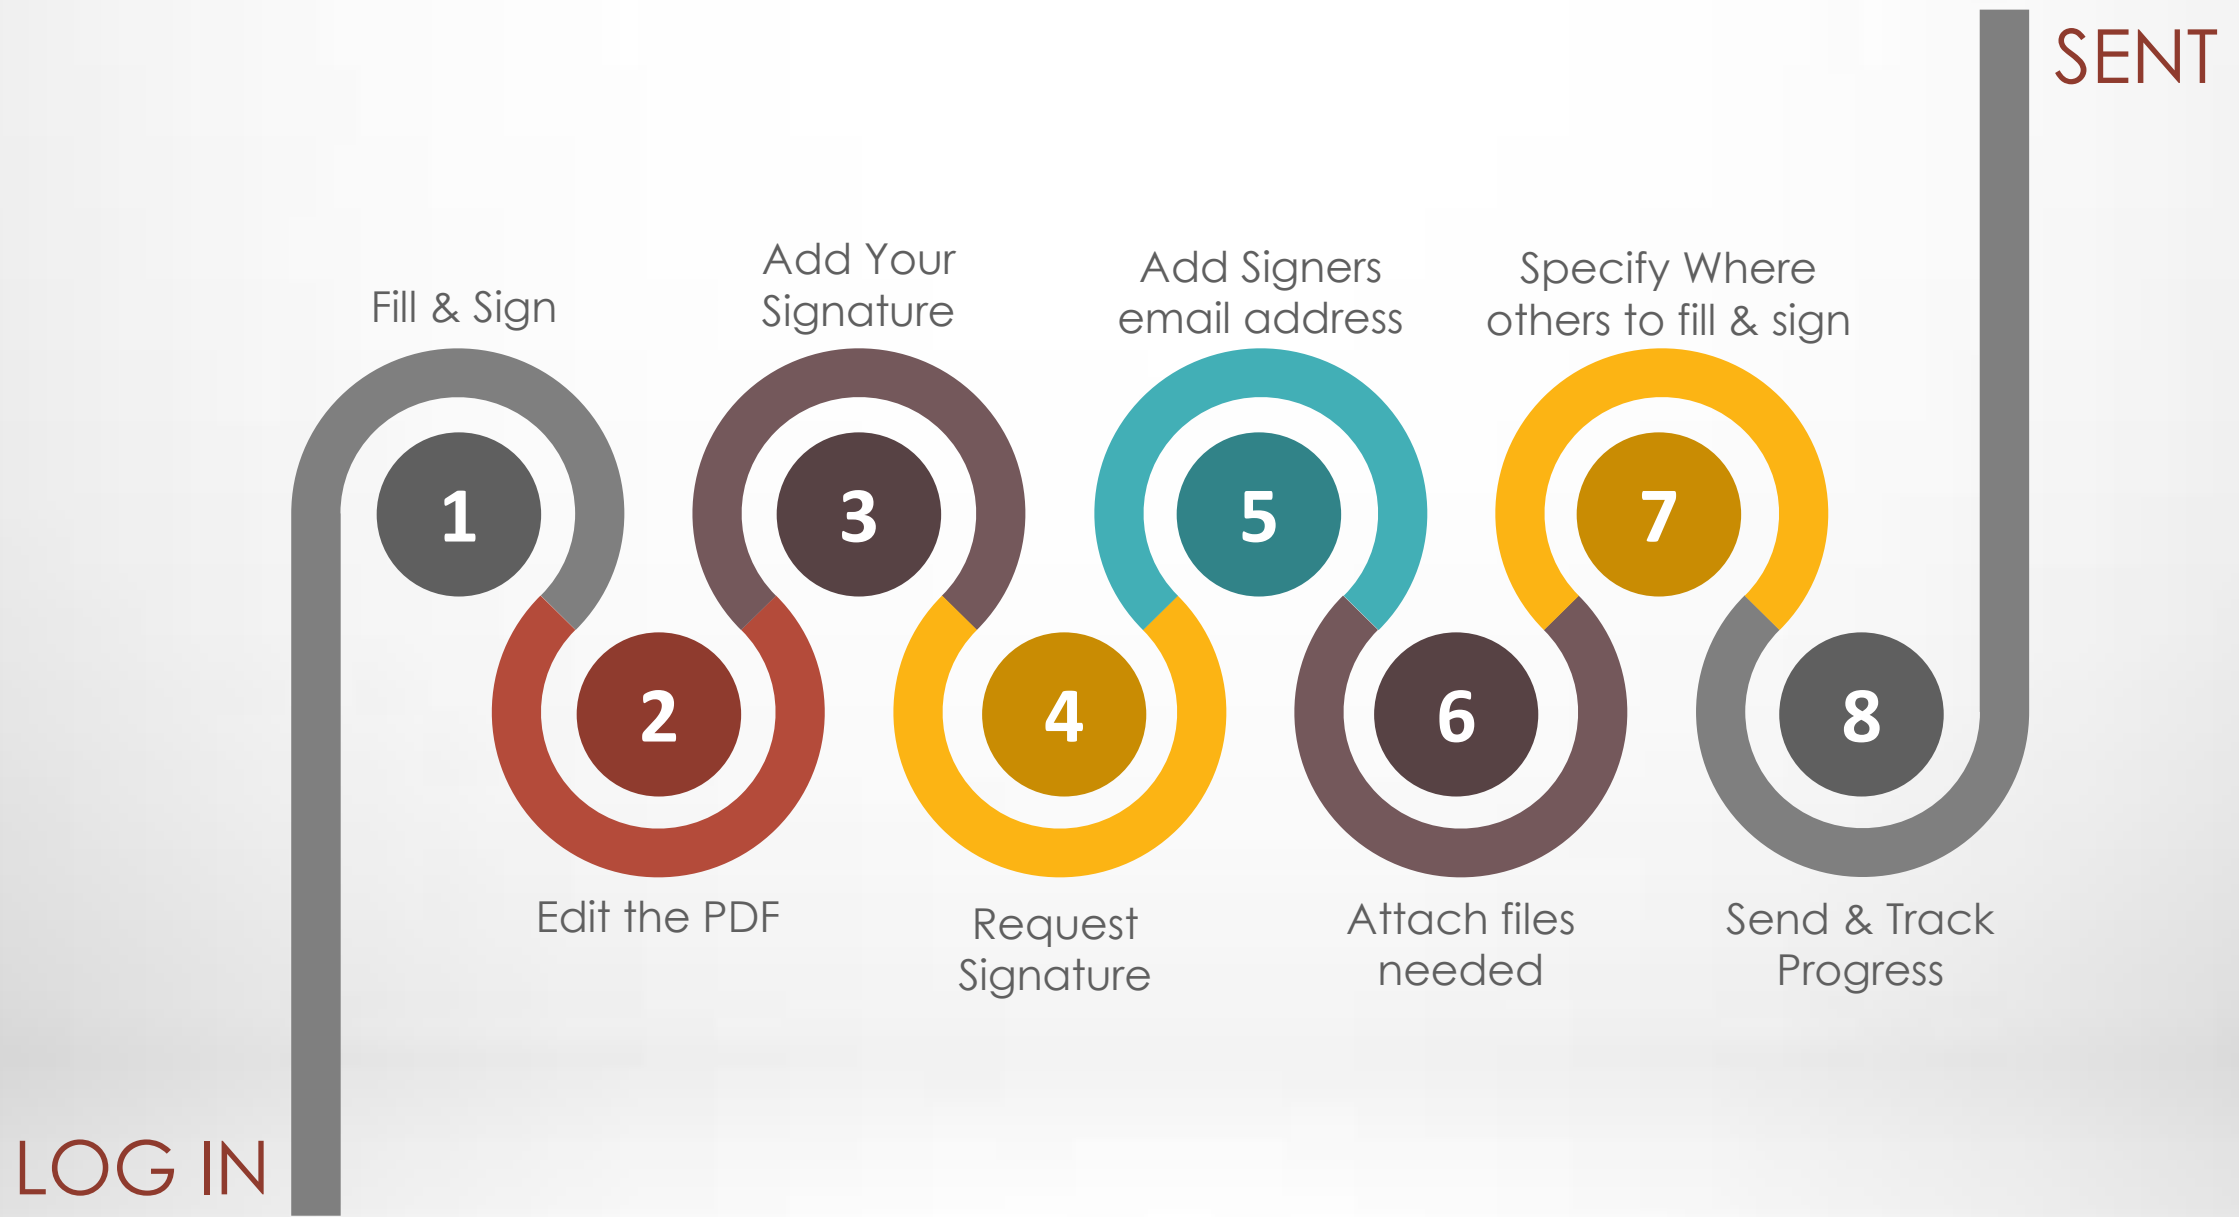 SENT
Fill & Sign
1
Edit the PDF
2
Add Your
Signature
3
Request
Signature
4
Add Signers
email address
5
Attach files
needed
6
Specify Where
others to fill & sign
7
Send & Track
Progress
8
LOG IN